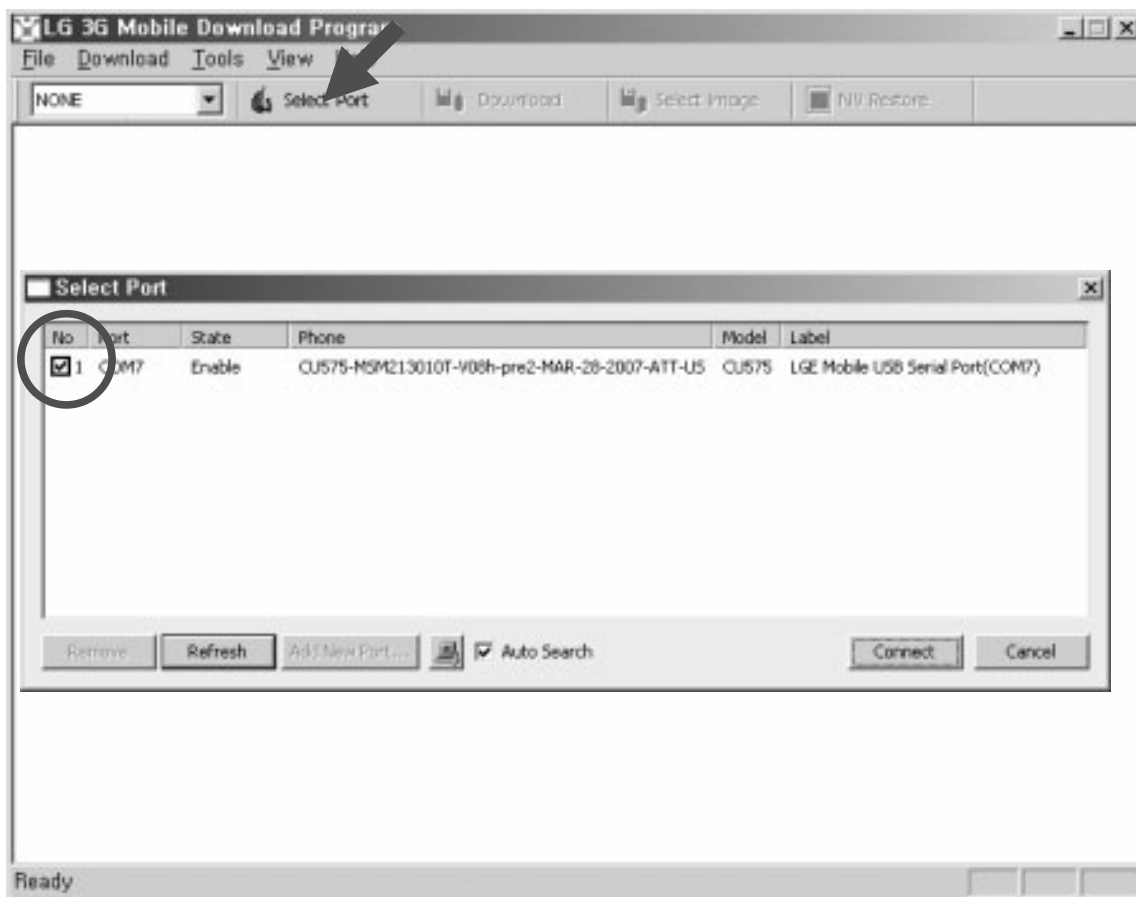 LG 3G Mobile Download Program
File Download Tools View
NONE Select Port Download Select Image NV Restore
Select Port
No Port State Phone Model Label
1 COM7 Enable CU575-MSM213010T-V08h-pre2-MAR-28-2007-ATT-US CU575 LGE Mobile USB Serial Port(COM7)
Remove Refresh Add New Port.... Auto Search Connect Cancel
Ready